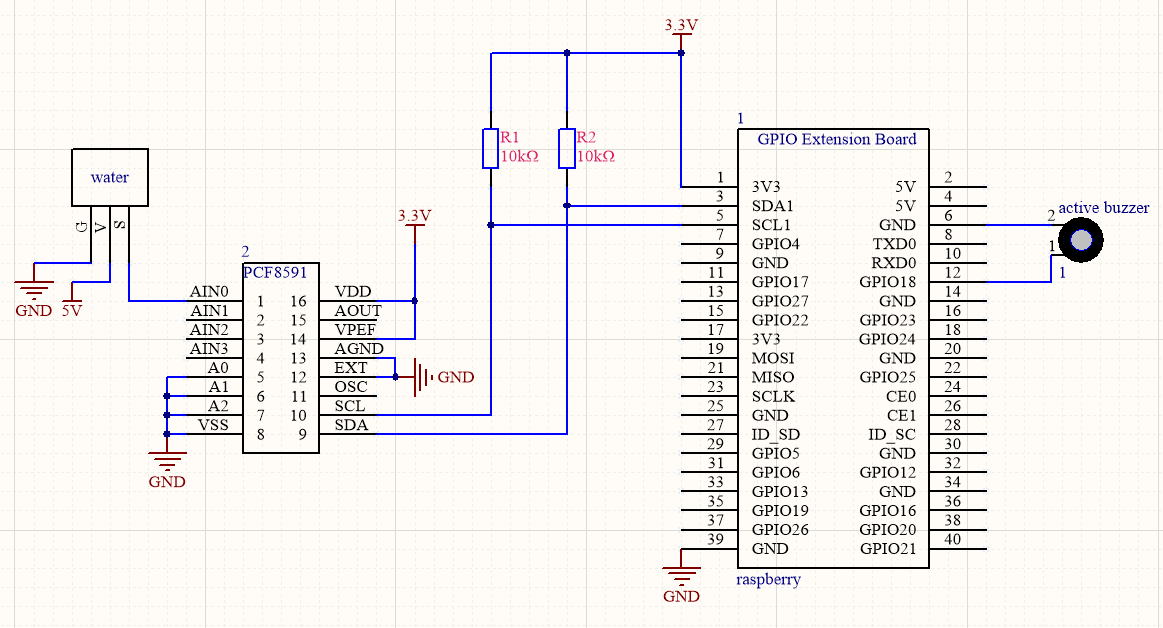 3.3V
1
GPIO Extension Board
R1
10kΩ
R2
10kΩ
water
G
V
S
GND
5V
3.3V
2
PCF8591
AIN0 1 16 VDD
AIN1 2 15 AOUT
AIN2 3 14 VPEF
AIN3 4 13 AGND
A0 5 12 EXT
A1 6 11 OSC
A2 7 10 SCL
VSS 8 9 SDA
GND
GND
1 3V3 5V 2
3 SDA1 5V 4
5 SCL1 GND 6
7 GPIO4 TXD0 8
9 GND RXD0 10
11 GPIO17 GPIO18 12
13 GPIO27 GND 14
15 GPIO22 GPIO23 16
17 3V3 GPIO24 18
19 MOSI GND 20
21 MISO GPIO25 22
23 SCLK CE0 24
25 GND CE1 26
27 ID_SD ID_SC 28
29 GPIO5 GND 30
31 GPIO6 GPIO12 32
33 GPIO13 GND 34
35 GPIO19 GPIO16 36
37 GPIO26 GPIO20 38
39 GND GPIO21 40
raspberry
GND
active buzzer
2
1
1